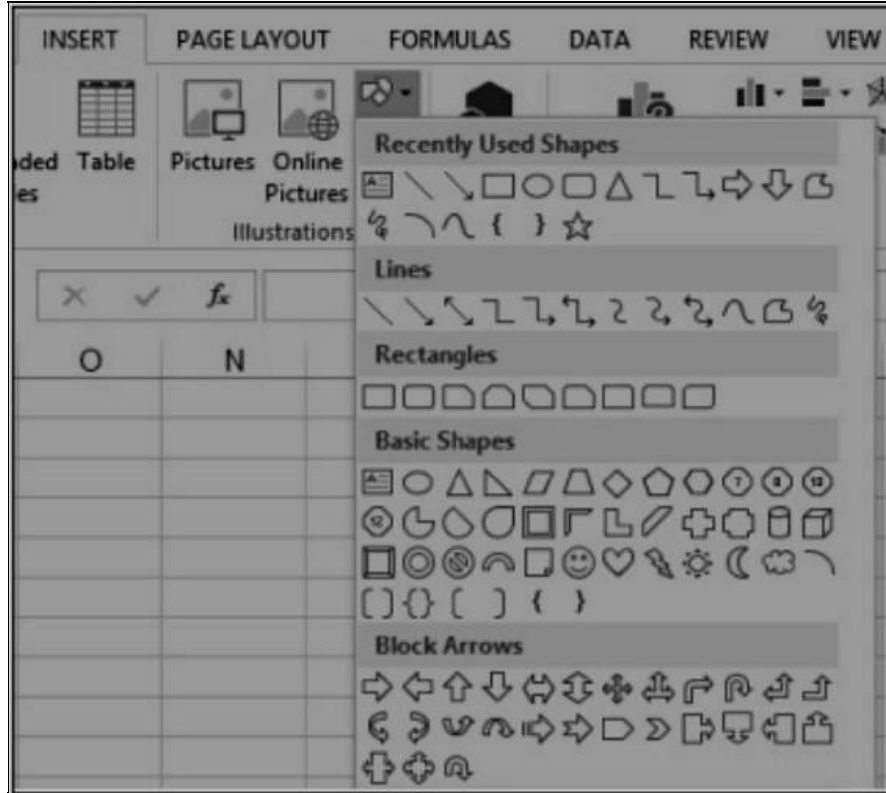 INSERT PAGE LAYOUT FORMULAS DATA REVIEW VIEW
Table Pictures Online Pictures
Illustrations
Recently Used Shapes
Lines
fx
O N
Rectangles
Basic Shapes
Block Arrows